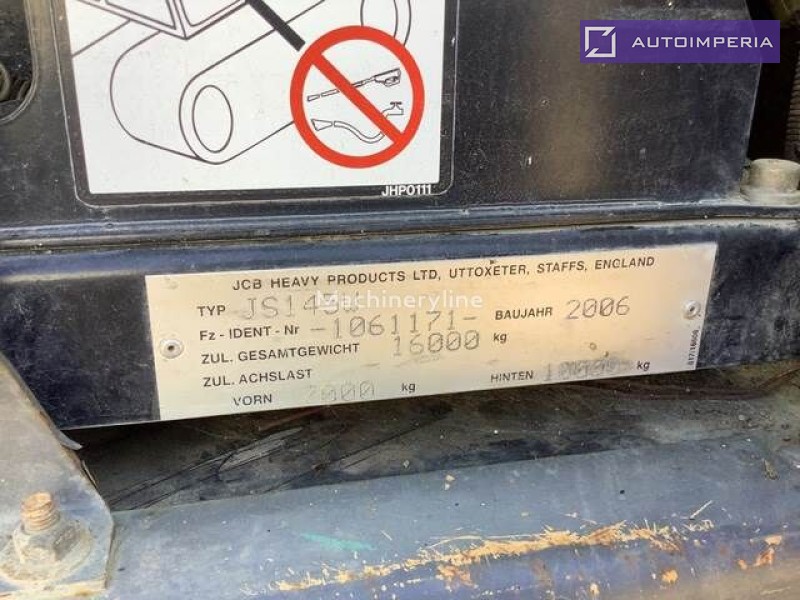 AUTOIMPERIA
JHP0111
JCB HEAVY PRODUCTS LTD, UTTOXETER, STAFFS, ENGLAND
TYP JS145W
Machineryline
Fz - IDENT - Nr -1061171- BAUJAHR 2006
ZUL. GESAMTGEWICHT 16000 kg
ZUL. ACHSLAST
VORN kg HINTEN kg